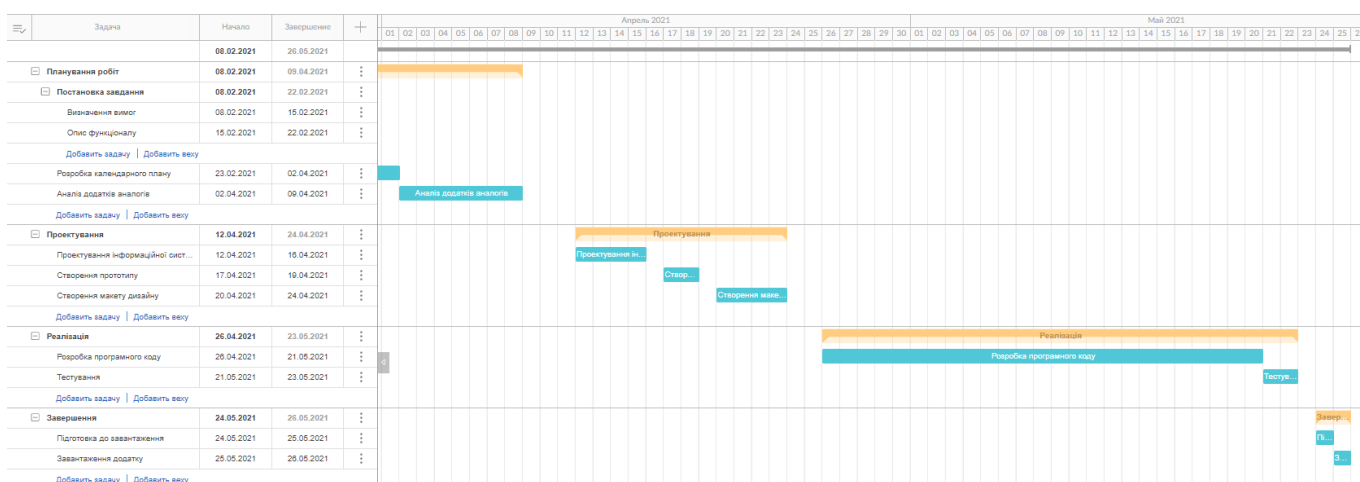 Апрель 2021 Май 2021
Задача Начало Завершение
01 02 03 04 05 06 07 08 09 10 11 12 13 14 15 16 17 18 19 20 21 22 23 24 25 26 27 28 29 30 01 02 03 04 05 06 07 08 09 10 11 12 13 14 15 16 17 18 19 20 21 22 23 24 25
08.02.2021 26.05.2021
Планування робіт 08.02.2021 09.04.2021
Постановка завдання 08.02.2021 22.02.2021
Визначення вимог 08.02.2021 15.02.2021
Опис функціоналу 15.02.2021 22.02.2021
Добавить задачу | Добавить веху
Розробка календарного плану 23.02.2021 02.04.2021
Аналіз додатків аналогів 02.04.2021 09.04.2021 Аналіз додатків аналогів
Добавить задачу | Добавить веху
Проектування 12.04.2021 24.04.2021 Проектування
Проектування інформаційної сист... 12.04.2021 16.04.2021 Проектування ін...
Створення прототипу 17.04.2021 19.04.2021 Створ...
Створення макету дизайну 20.04.2021 24.04.2021 Створення маке...
Добавить задачу | Добавить веху
Реалізація 26.04.2021 23.05.2021 Реалізація
Розробка програмного коду 26.04.2021 21.05.2021 Розробка програмного коду
Тестування 21.05.2021 23.05.2021 Тестув...
Добавить задачу | Добавить веху
Завершення 24.05.2021 26.05.2021 Завер...
Підготовка до завантаження 24.05.2021 25.05.2021 Пі...
Завантаження додатку 25.05.2021 26.05.2021 З...
Добавить задачу | Добавить веху